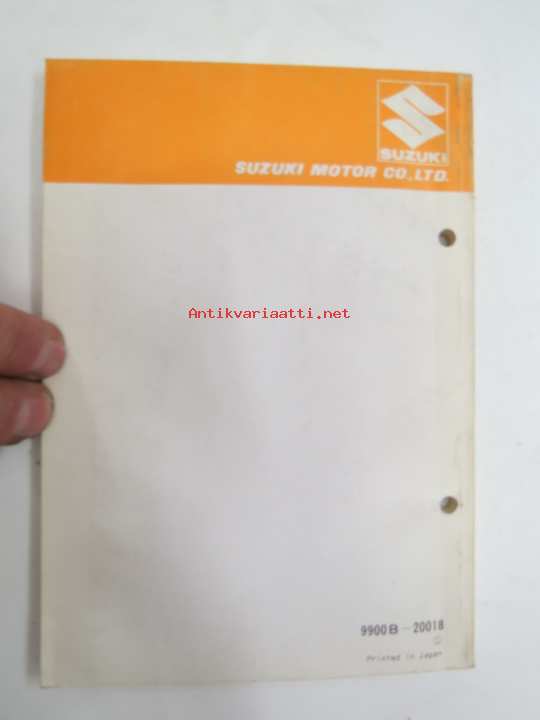 SUZUKI
SUZUKI MOTOR CO., LTD.
Antikvariaatti.net
9900B-20018
Printed in Japan